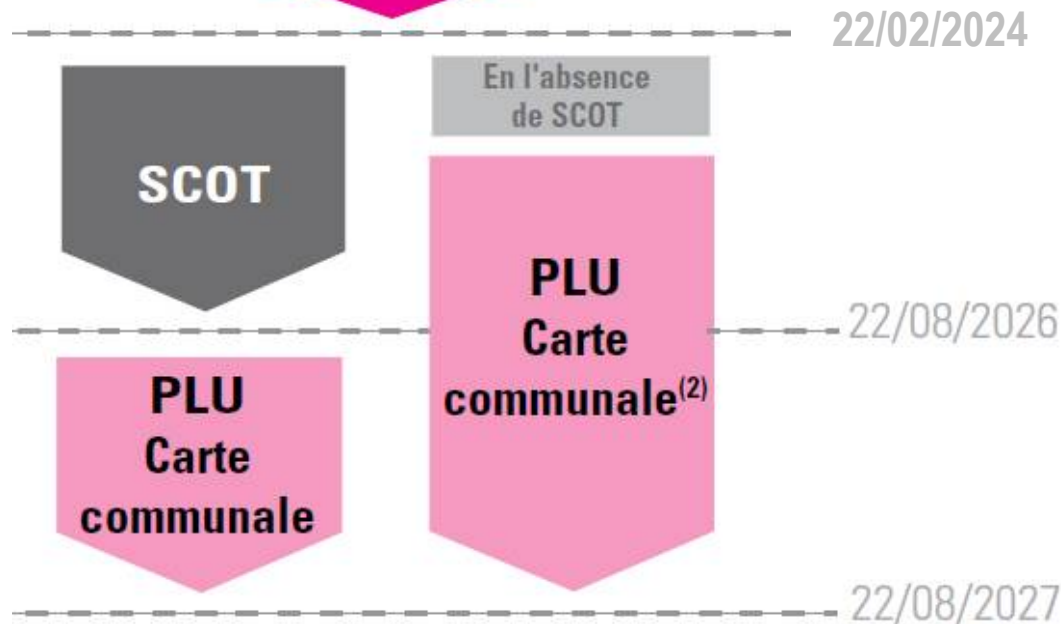 22/02/2024
En l'absence
de SCOT
SCOT
PLU
Carte
communale(2)
22/08/2026
PLU
Carte
communale
22/08/2027